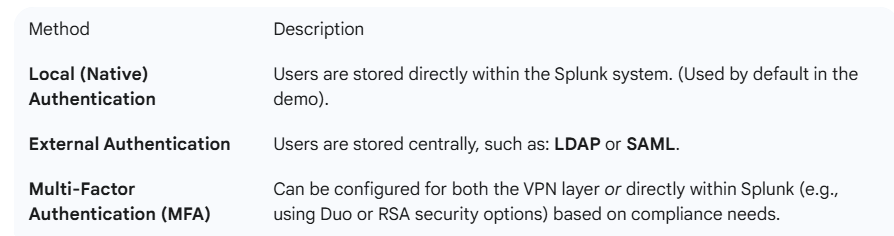 Method Description
Local (Native) Users are stored directly within the Splunk system. (Used by default in the
Authentication demo).
External Authentication Users are stored centrally, such as: LDAP or SAML.
Multi-Factor Can be configured for both the VPN layer or directly within Splunk (e.g.,
Authentication (MFA) using Duo or RSA security options) based on compliance needs.